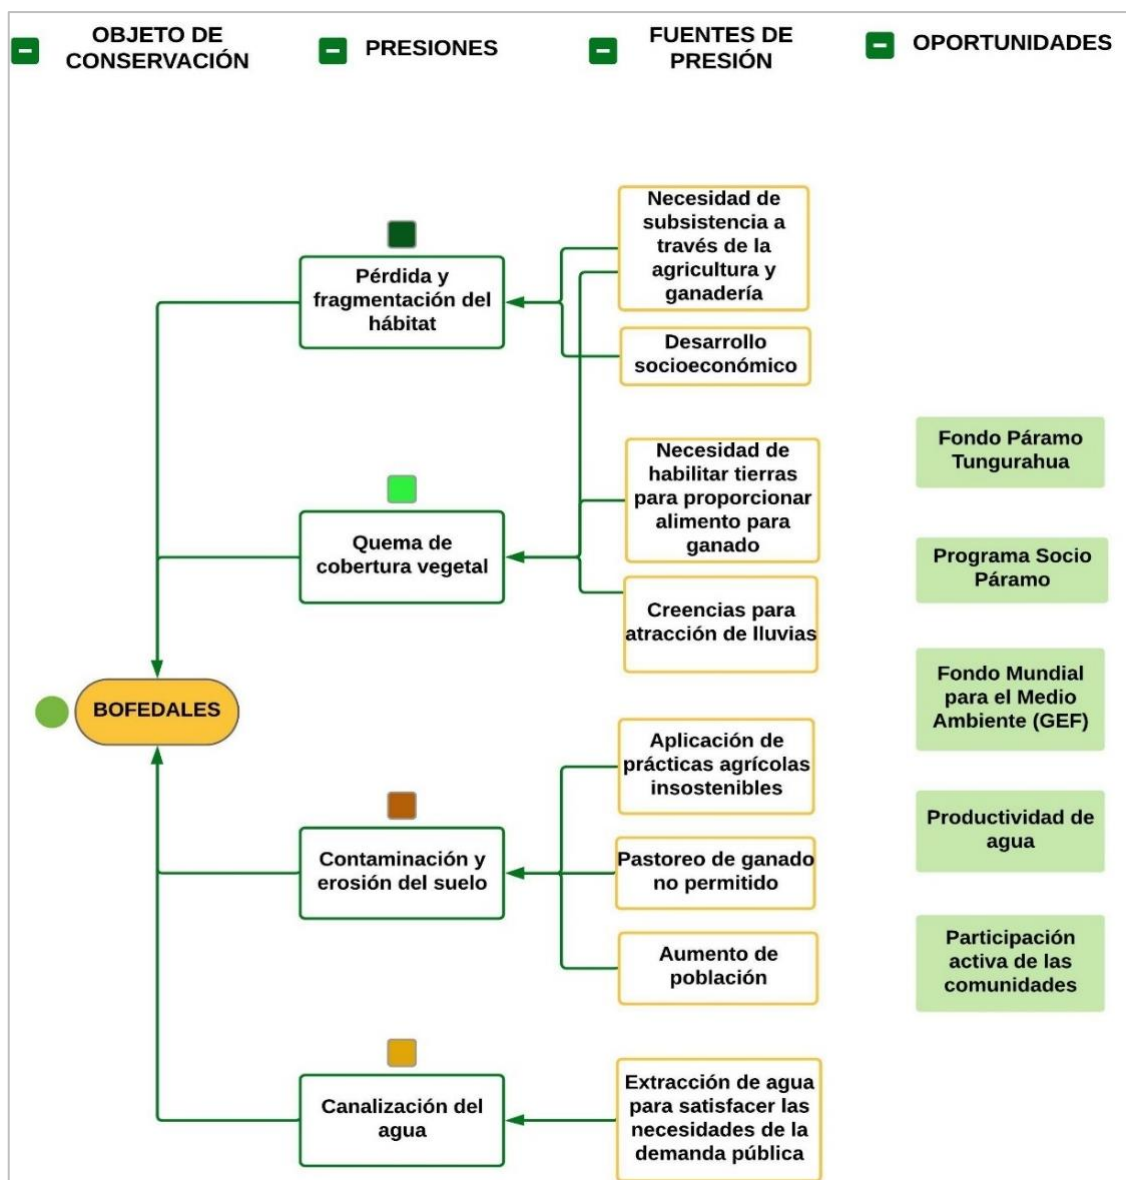 OBJETO DE
CONSERVACIÓN
PRESIONES
FUENTES DE
PRESIÓN
OPORTUNIDADES
Pérdida y
fragmentación del
hábitat
Quema de
cobertura vegetal
BOFEDALES
Contaminación y
erosión del suelo
Canalización del
agua
Necesidad de
subsistencia a
través de la
agricultura y
ganadería
Desarrollo
socioeconómico
Necesidad de
habilitar tierras
para proporcionar
alimento para
ganado
Creencias para
atracción de lluvias
Aplicación de
prácticas agrícolas
insostenibles
Pastoreo de ganado
no permitido
Aumento de
población
Extracción de agua
para satisfacer las
necesidades de la
demanda pública
Fondo Páramo
Tungurahua
Programa Socio
Páramo
Fondo Mundial
para el Medio
Ambiente (GEF)
Productividad de
agua
Participación
activa de las
comunidades